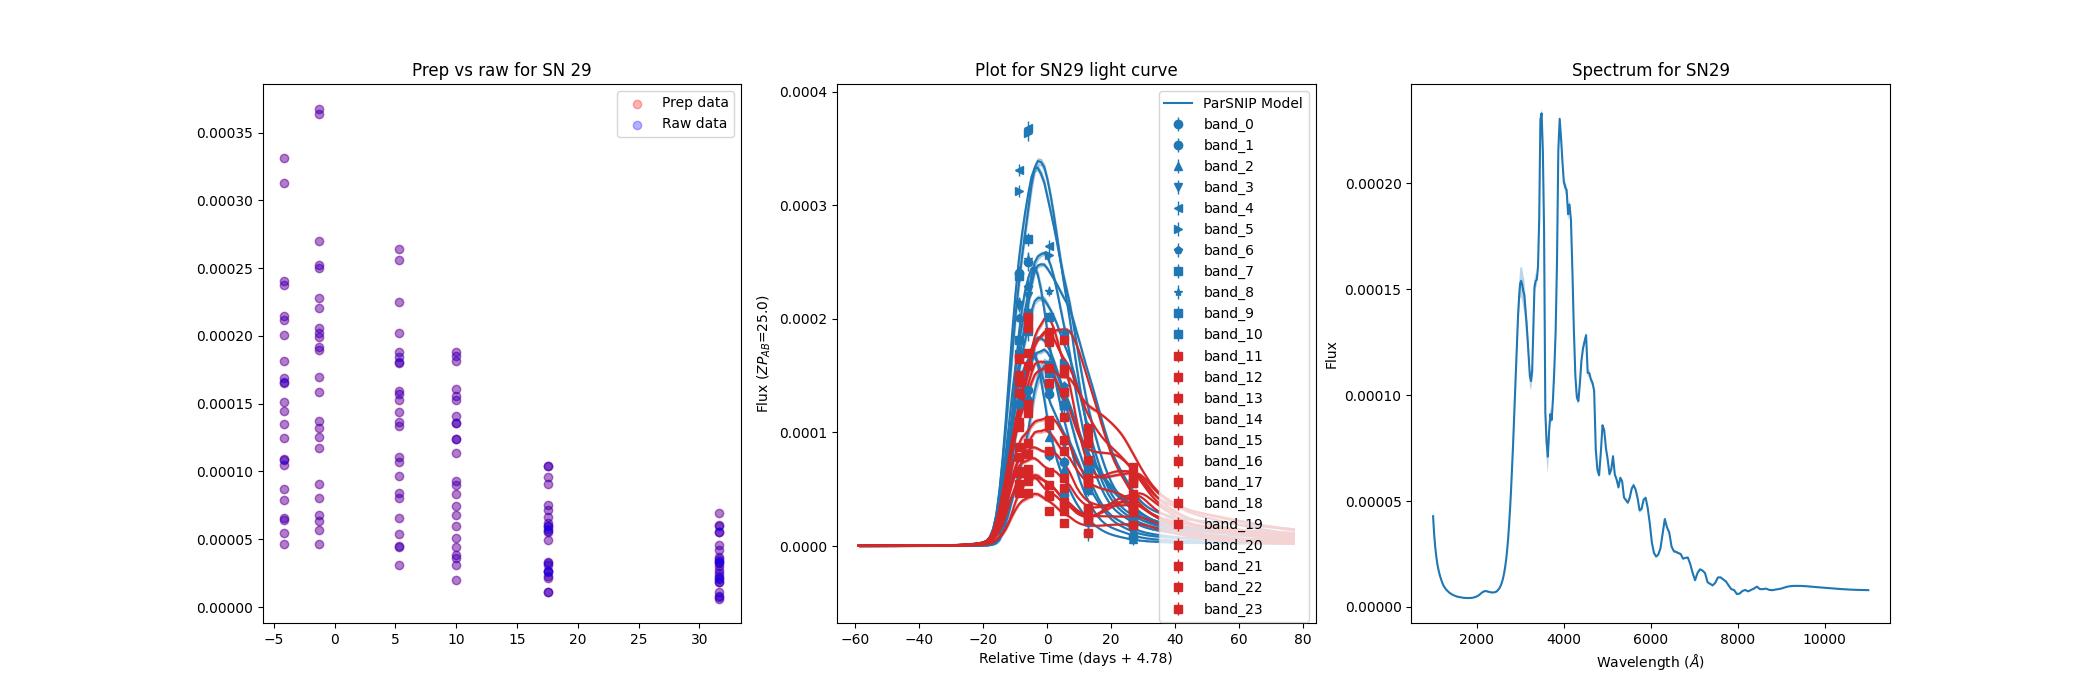 Prep vs raw for SN 29
Prep data
Raw data
0.00035
0.00030
0.00025
0.00020
0.00015
0.00010
0.00005
0.00000
−5
0
5
10
15
20
25
30
Plot for SN29 light curve
Flux (ZP_AB=25.0)
0.0004
0.0003
0.0002
0.0001
0.0000
ParSNIP Model
band_0
band_1
band_2
band_3
band_4
band_5
band_6
band_7
band_8
band_9
band_10
band_11
band_12
band_13
band_14
band_15
band_16
band_17
band_18
band_19
band_20
band_21
band_22
band_23
−60
−40
−20
0
20
40
60
80
Relative Time (days + 4.78)
Spectrum for SN29
Flux
0.00020
0.00015
0.00010
0.00005
0.00000
2000
4000
6000
8000
10000
Wavelength (Å)